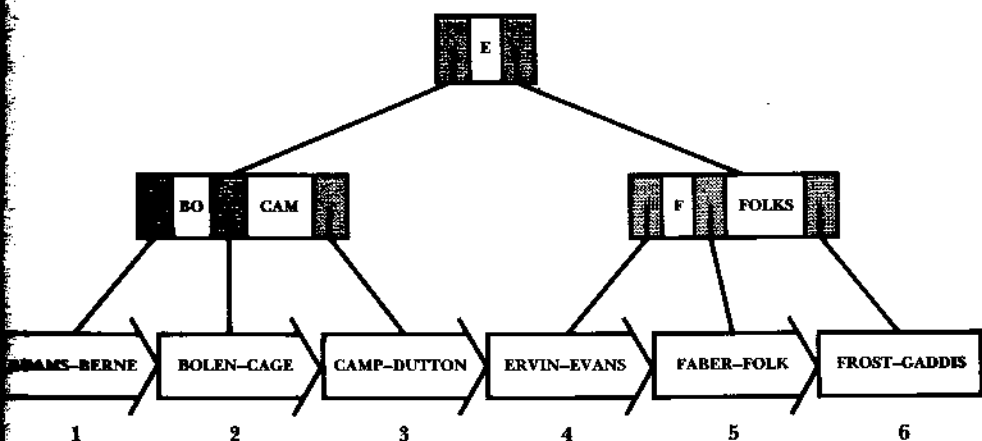 E
BO CAM F FOLKS
ADAMS–BERNE BOLEN–CAGE CAMP–DUTTON ERVIN–EVANS FABER–FOLK FROST–GADDIS
1 2 3 4 5 6